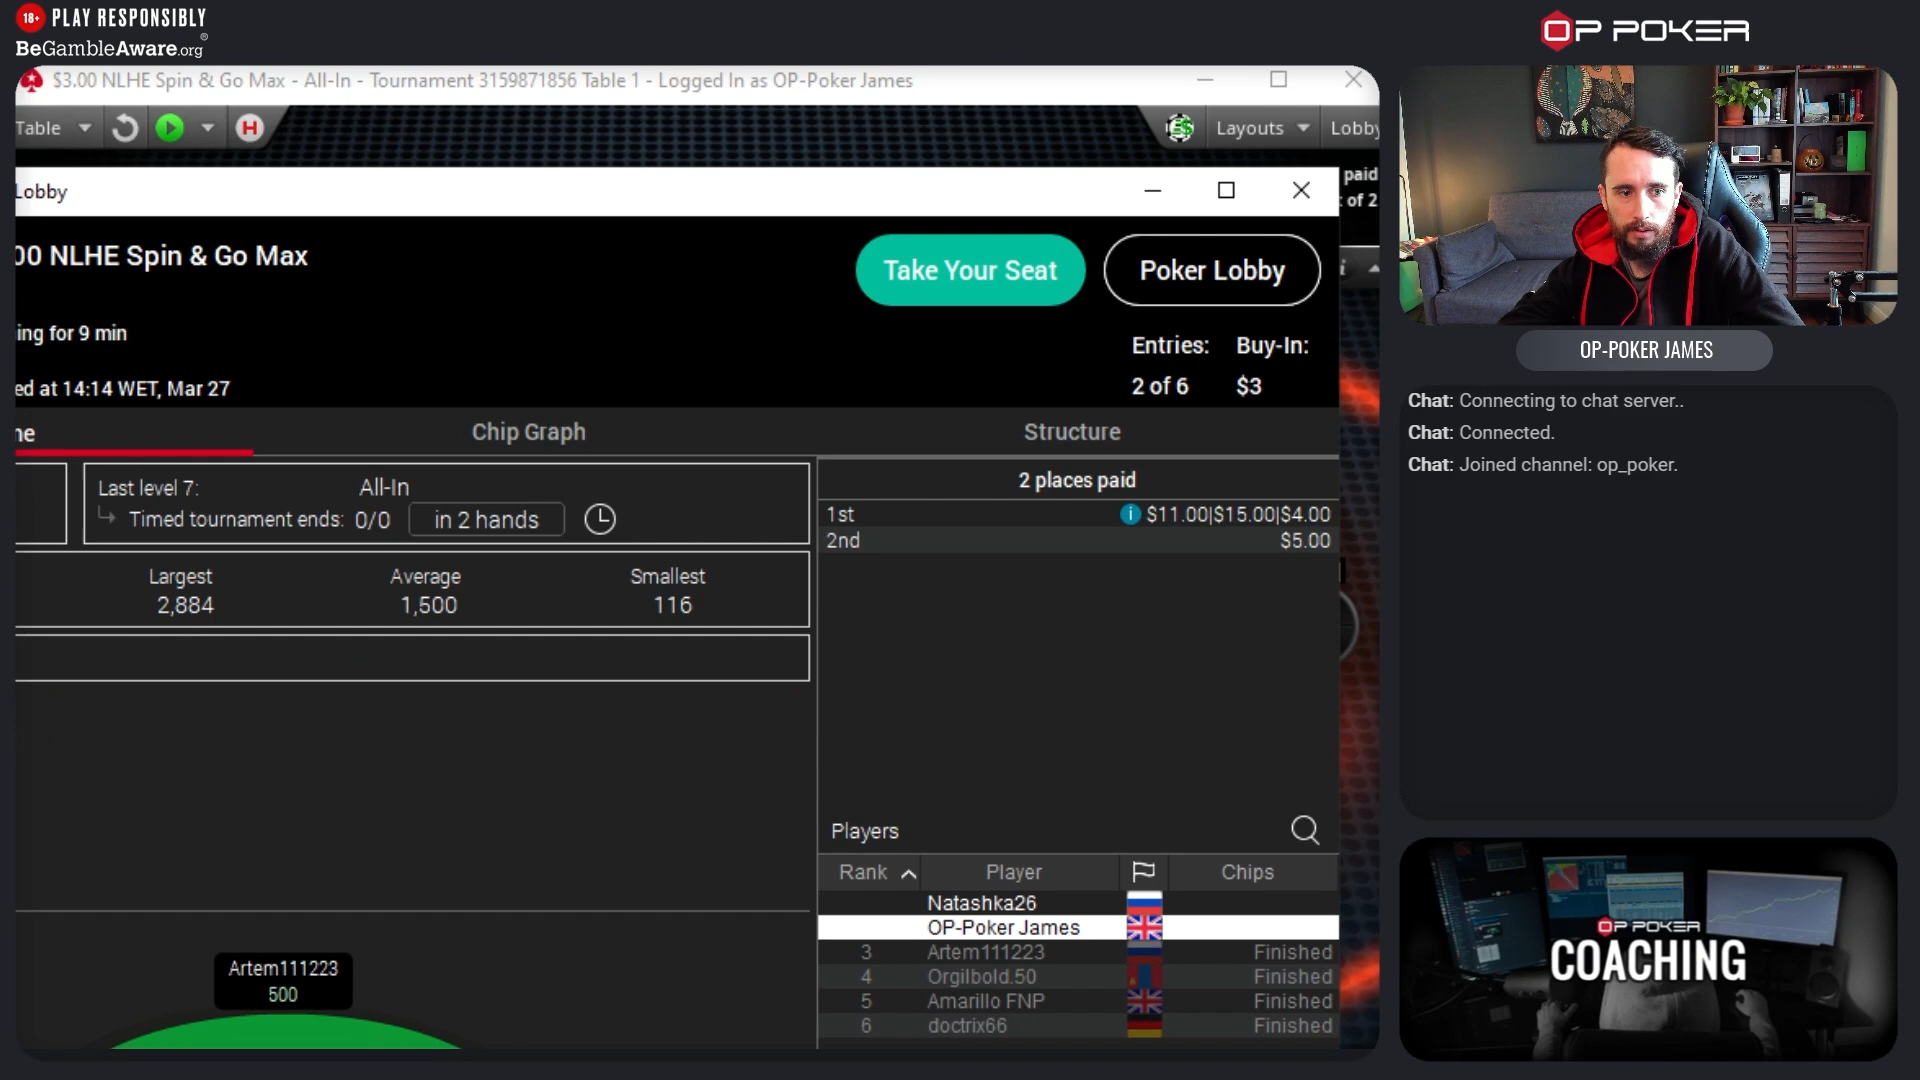 18+ PLAY RESPONSIBLY
BeGambleAware.org®
OP POKER
$3.00 NLHE Spin & Go Max - All-In - Tournament 3159871856 Table 1 - Logged In as OP-Poker James
Table
H
Layouts
Lobby
Lobby
paid
of 2
00 NLHE Spin & Go Max
Take Your Seat
Poker Lobby
ing for 9 min
Entries: Buy-In:
2 of 6 $3
ed at 14:14 WET, Mar 27
ne
Chip Graph
Structure
Last level 7: All-In
Timed tournament ends: 0/0 in 2 hands
Largest Average Smallest
2,884 1,500 116
2 places paid
1st $11.00|$15.00|$4.00
2nd $5.00
Players
Rank Player Chips
Natashka26
OP-Poker James
3 Artem111223 Finished
4 Orgilbold.50 Finished
5 Amarillo FNP Finished
6 doctrix66 Finished
Artem111223
500
OP-POKER JAMES
Chat: Connecting to chat server..
Chat: Connected.
Chat: Joined channel: op_poker.
OP POKER
COACHING